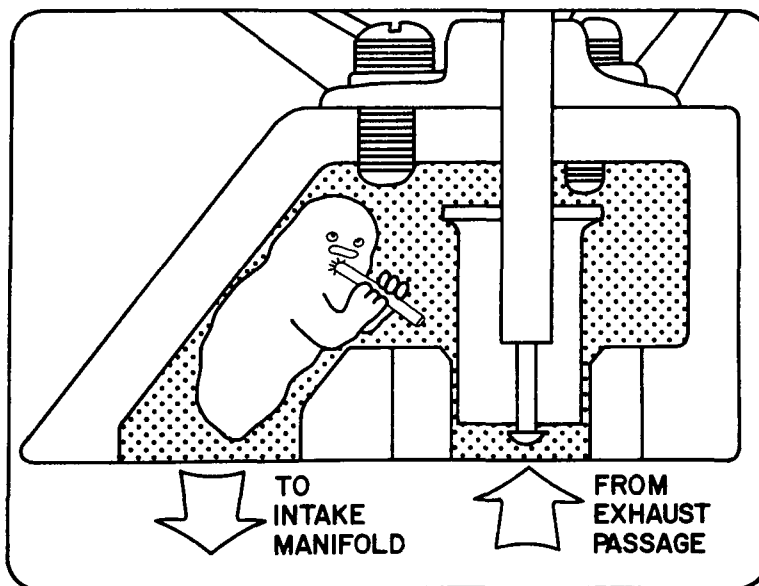 TO
INTAKE
MANIFOLD
FROM
EXHAUST
PASSAGE